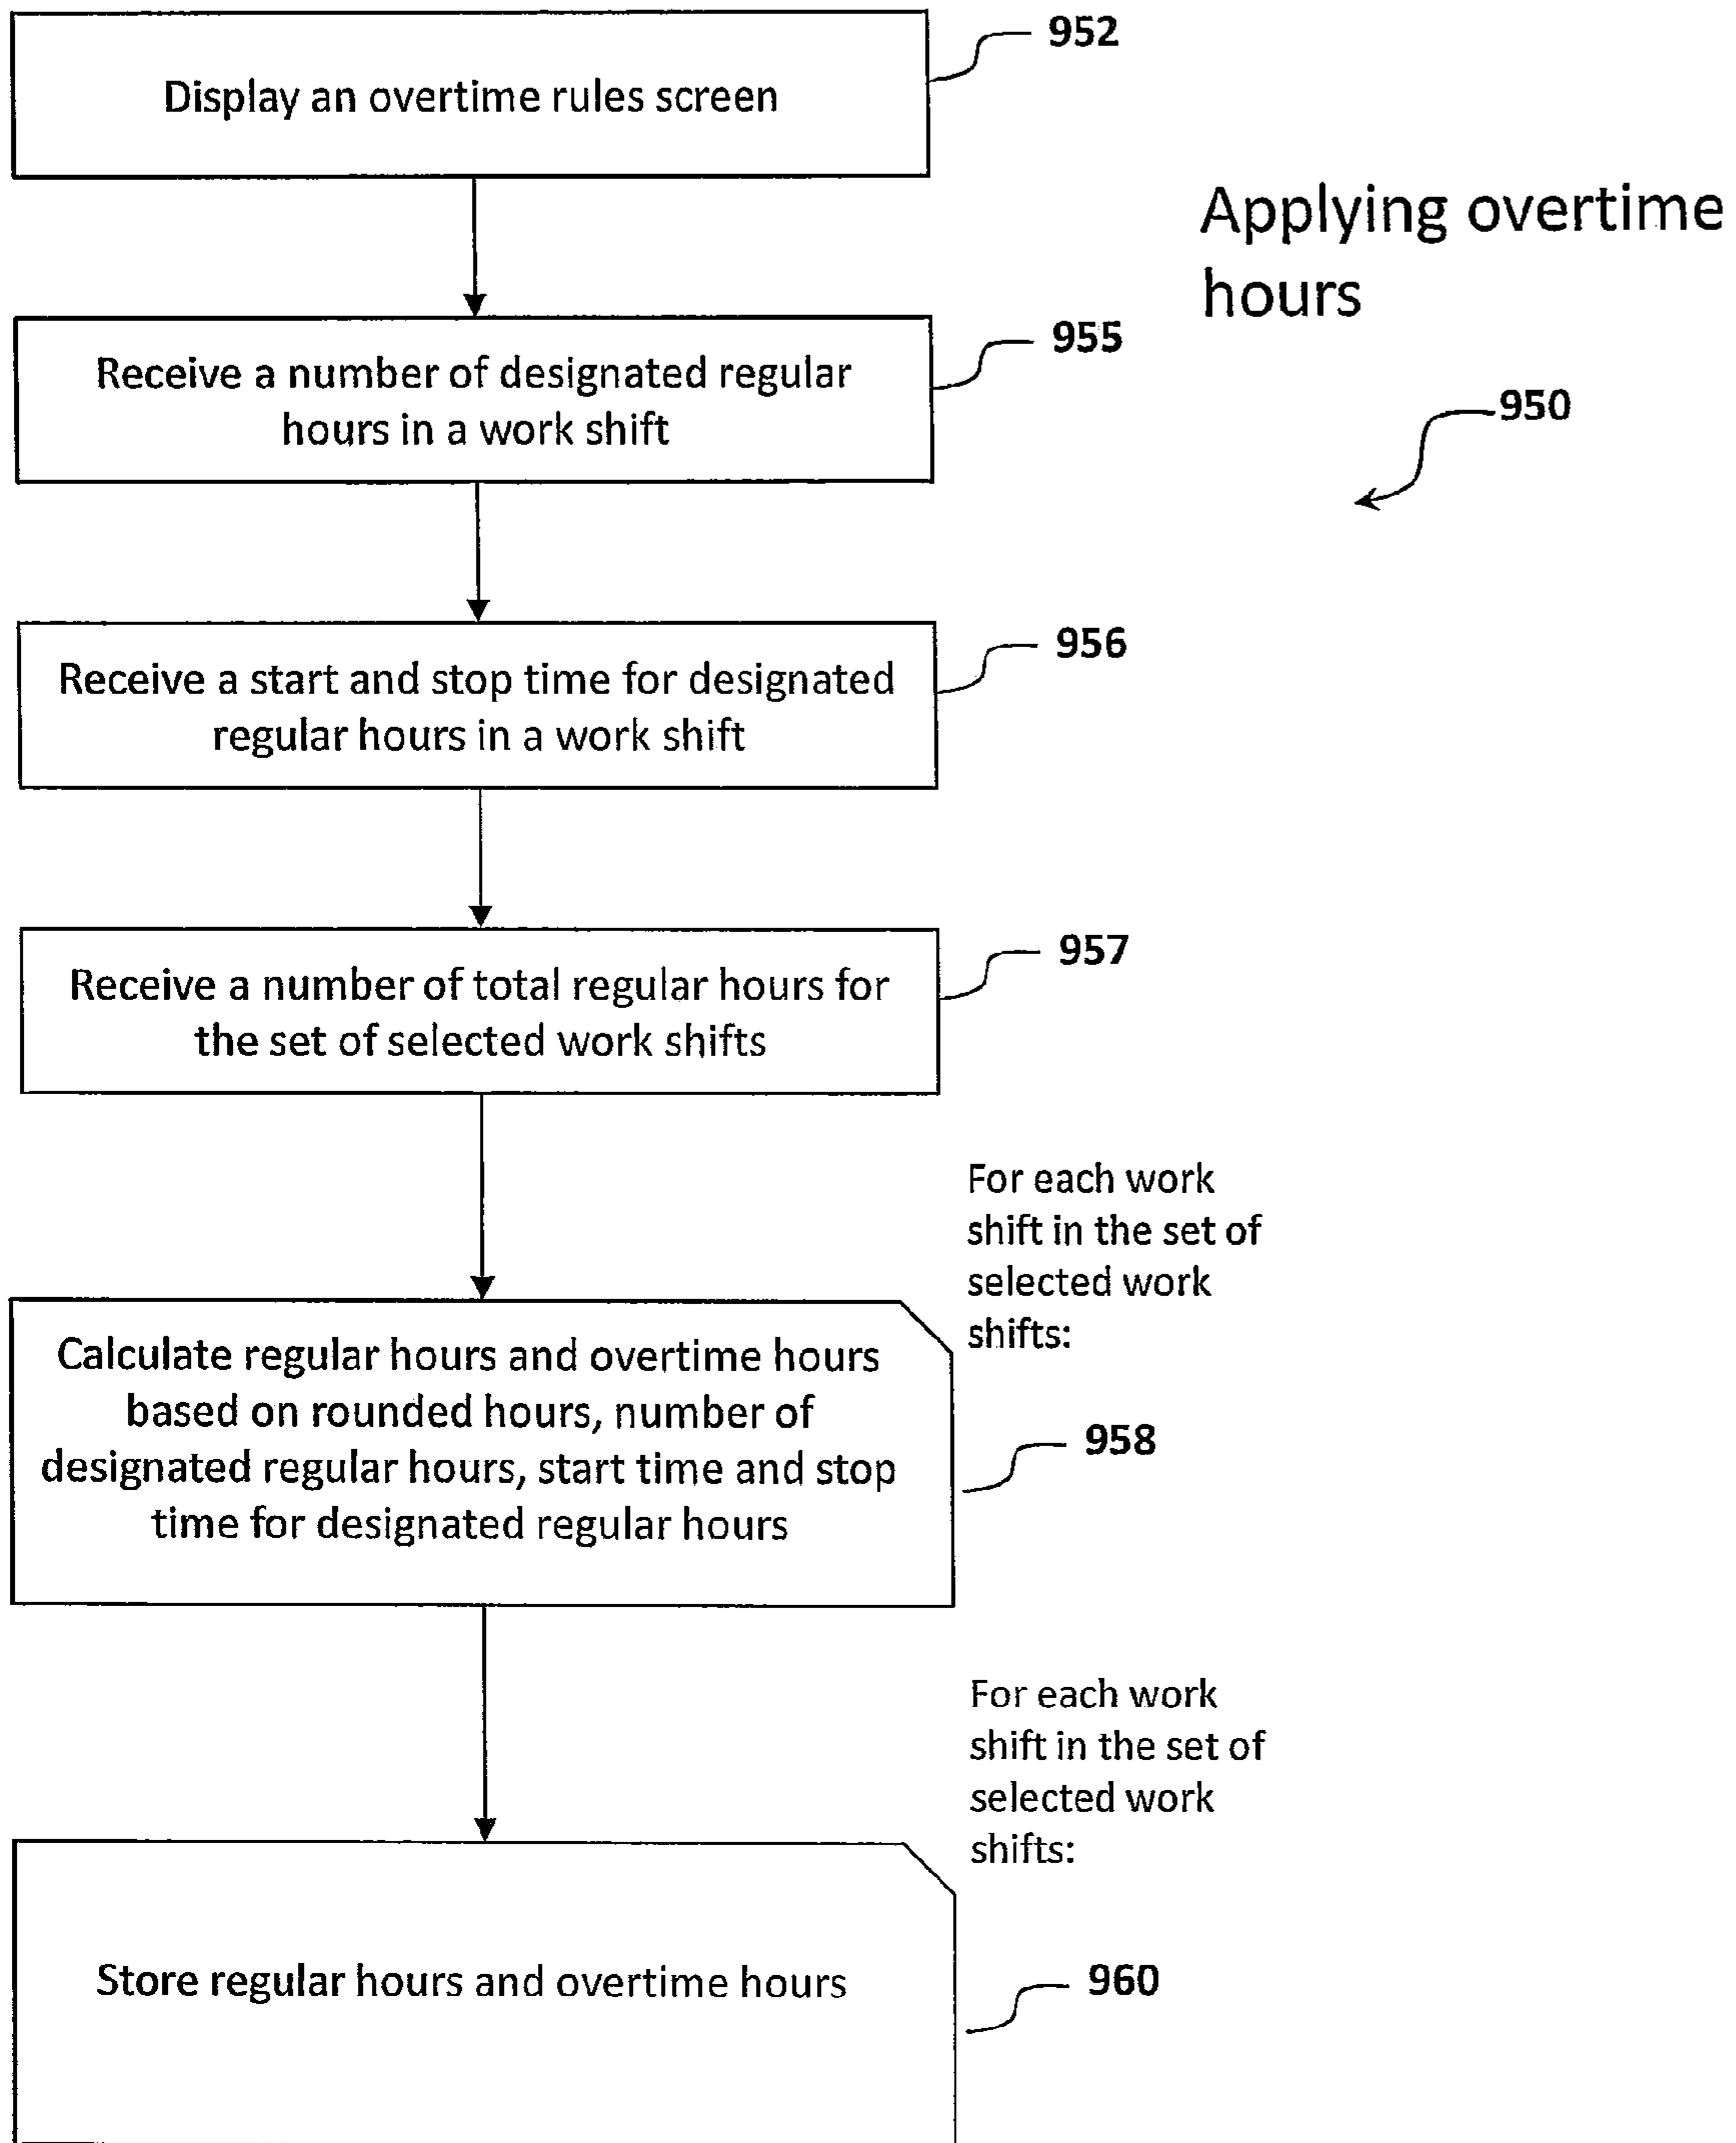 952
Display an overtime rules screen
Applying overtime
hours
955
Receive a number of designated regular
hours in a work shift
950
956
Receive a start and stop time for designated
regular hours in a work shift
957
Receive a number of total regular hours for
the set of selected work shifts
For each work
shift in the set of
selected work
shifts:
Calculate regular hours and overtime hours
based on rounded hours, number of
designated regular hours, start time and stop
time for designated regular hours
958
For each work
shift in the set of
selected work
shifts:
Store regular hours and overtime hours
960